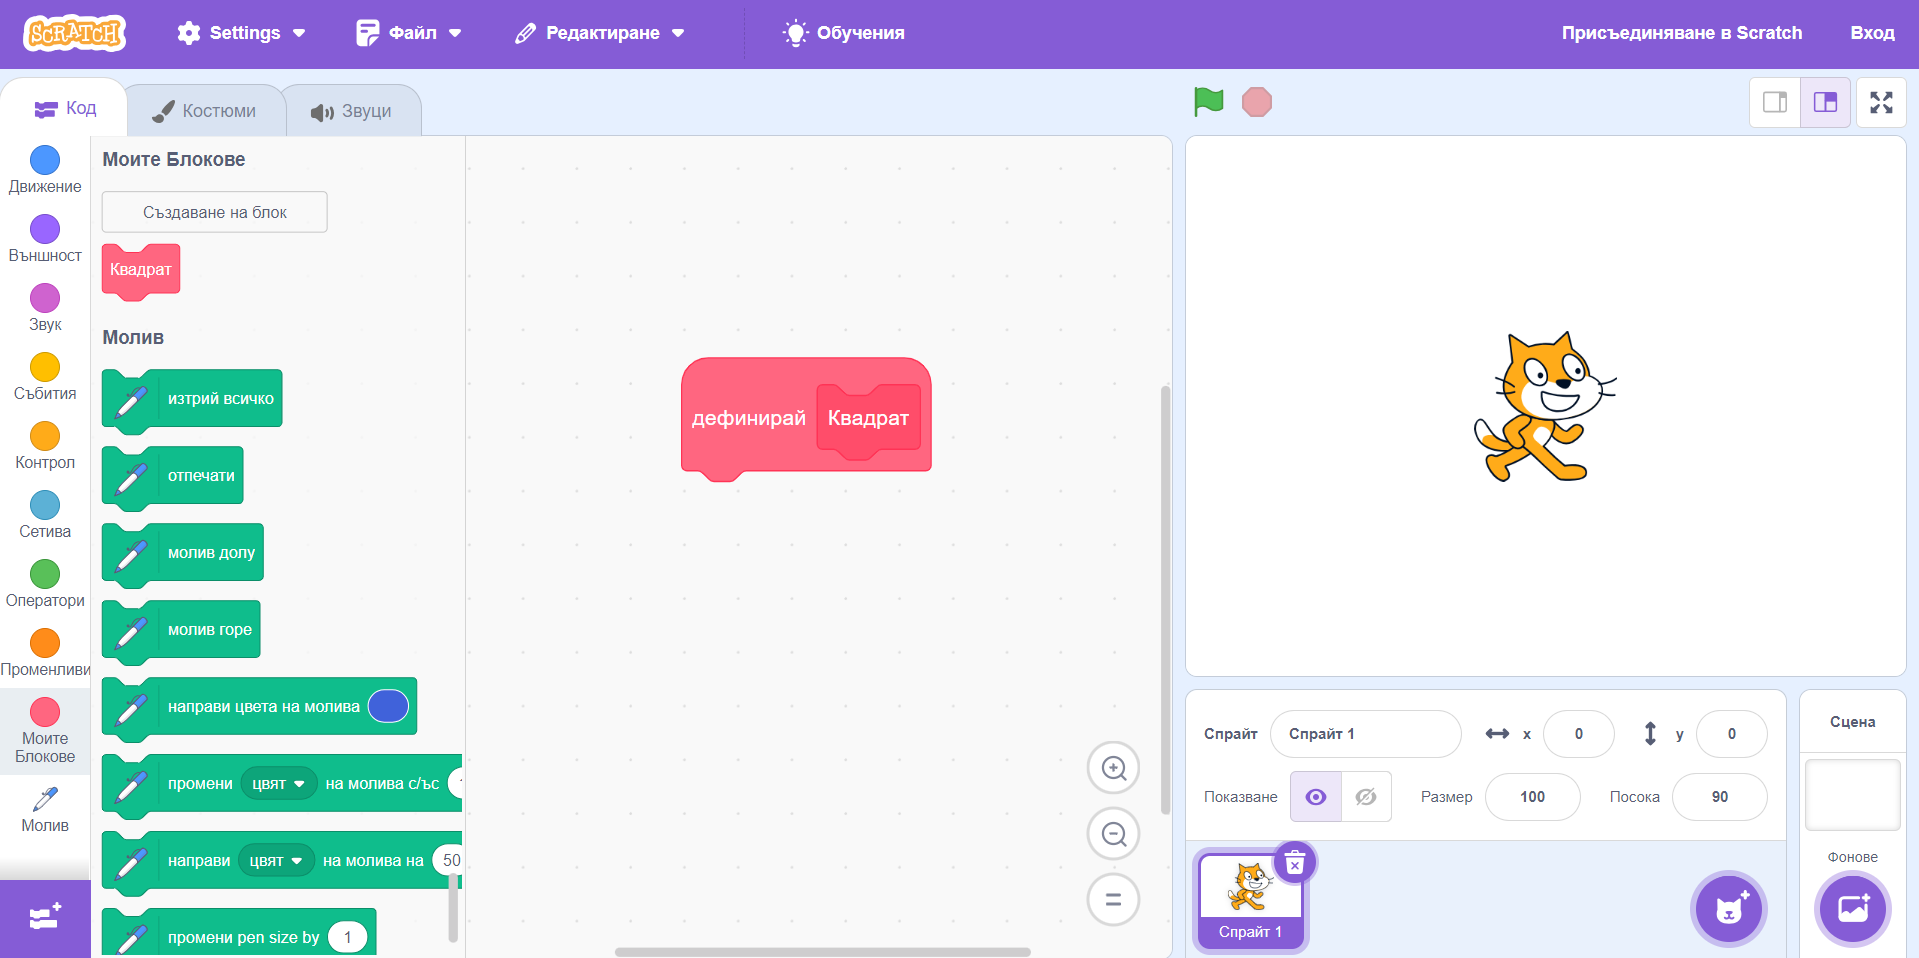 SCRATCH
Settings
Файл
Редактиране
Обучения
Присъединяване в Scratch
Вход
Код
Костюми
Звуци
Движение
Външност
Звук
Събития
Контрол
Сетива
Оператори
Променливи
Моите
Блокове
Молив
Моите Блокове
Създаване на блок
Квадрат
Молив
изтрий всичко
отпечати
молив долу
молив горе
направи цвета на молива
промени цвят на молива с/ъс
направи цвят на молива на 50
промени pen size by 1
дефинирай Квадрат
Спрайт Спрайт 1 x 0 y 0
Показване Размер 100 Посока 90
Спрайт 1
Сцена
Фонове